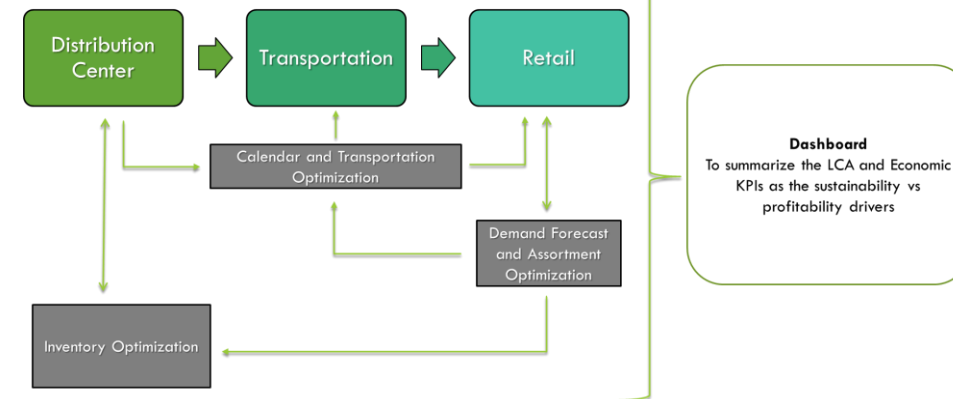 Distribution
Center
Transportation
Retail
Calendar and Transportation
Optimization
Demand Forecast
and Assortment
Optimization
Inventory Optimization
Dashboard
To summarize the LCA and Economic
KPIs as the sustainability vs
profitability drivers